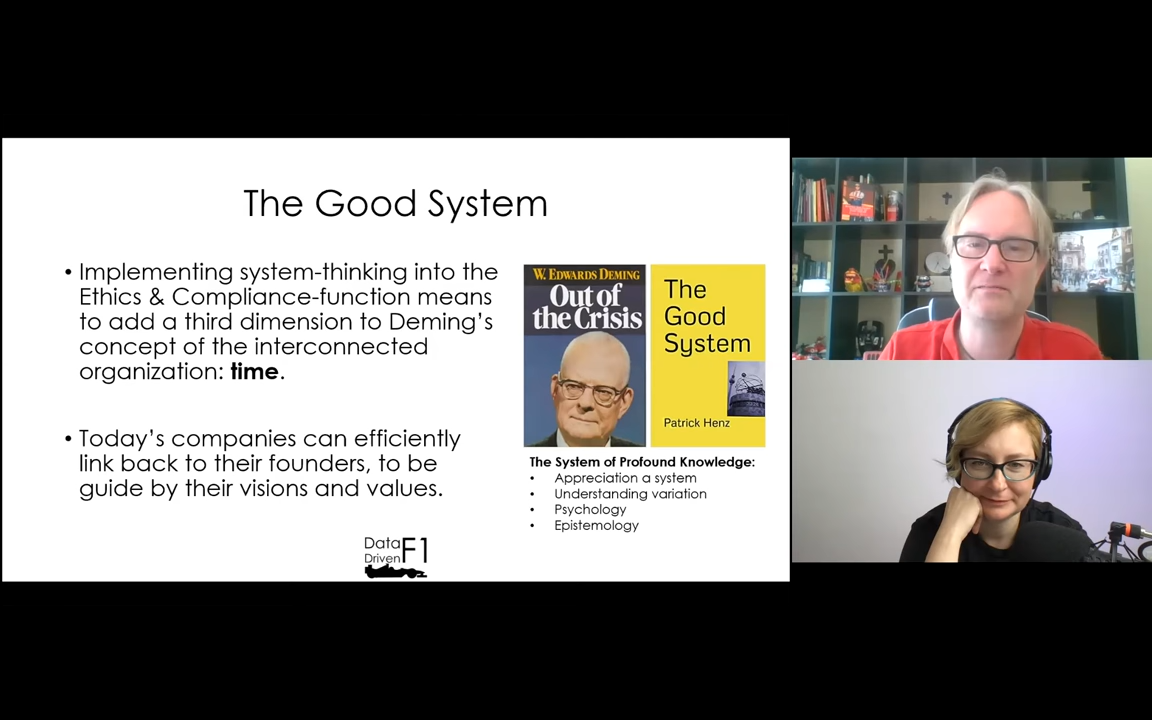 The Good System
• Implementing system-thinking into the
Ethics & Compliance-function means
to add a third dimension to Deming’s
concept of the interconnected
organization: time.
• Today’s companies can efficiently
link back to their founders, to be
guide by their visions and values.
W. EDWARDS DEMING
Out of
the Crisis
The
Good
System
Patrick Henz
The System of Profound Knowledge:
• Appreciation a system
• Understanding variation
• Psychology
• Epistemology
Data
Driven
F1